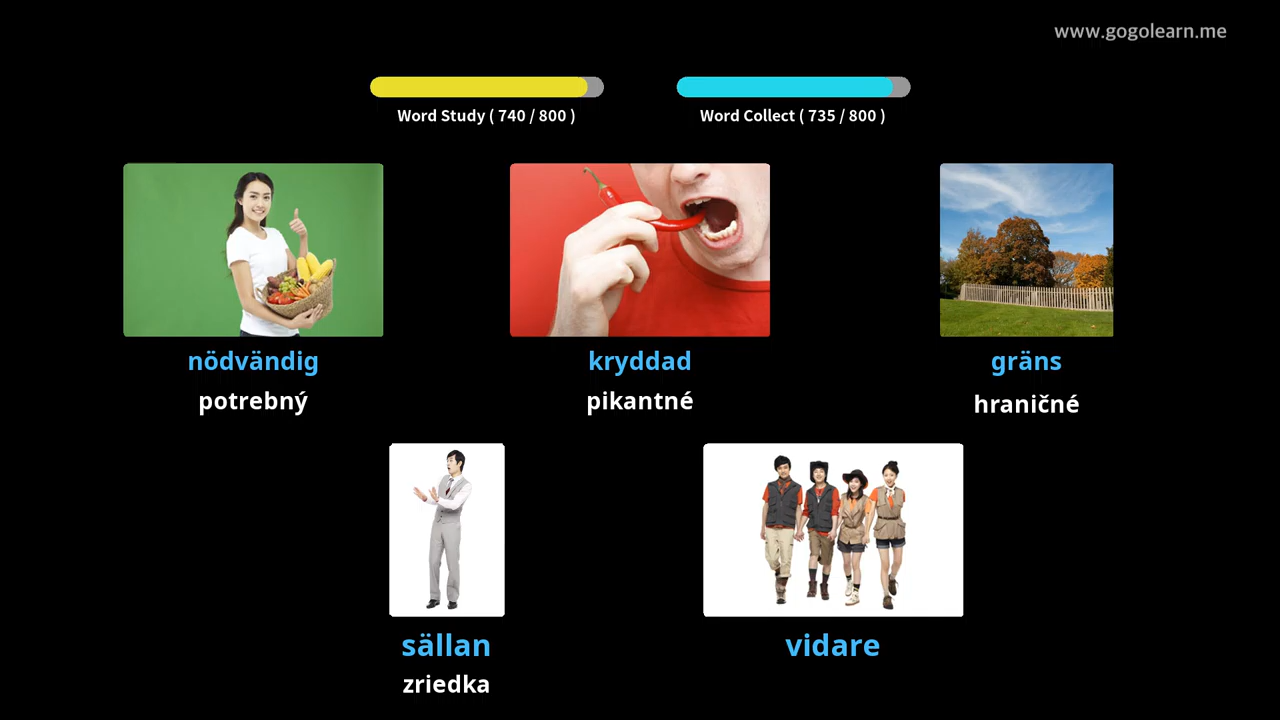 www.gogolearn.me
Word Study ( 740 / 800 )
Word Collect ( 735 / 800 )
nödvändig
potrebný
kryddad
pikantné
gräns
hraničné
sällan
zriedka
vidare